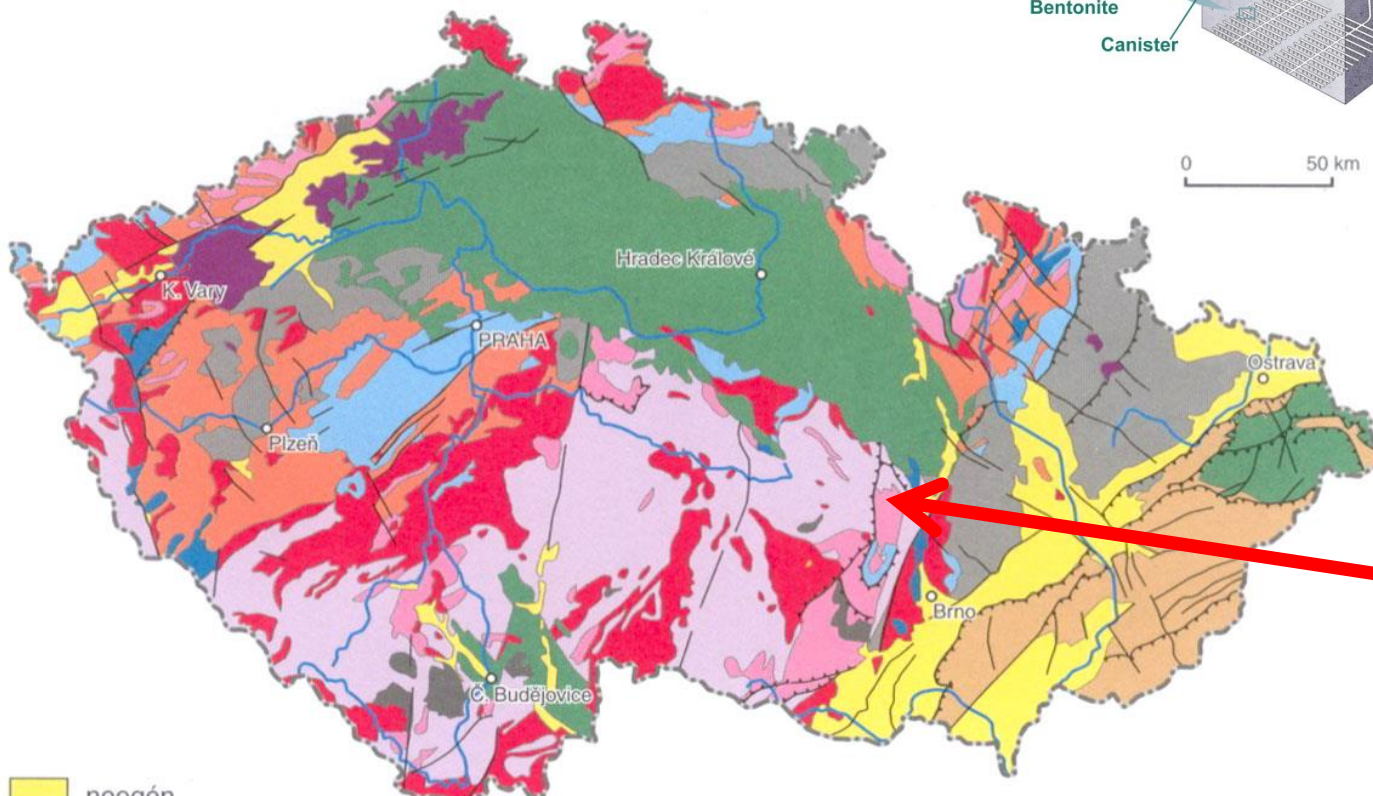 Bentonite
Canister
0 50 km
Hradec Králové
K. Vary
PRAHA
Ostrava
Plzeň
Brno
Č. Budějovice
neogén